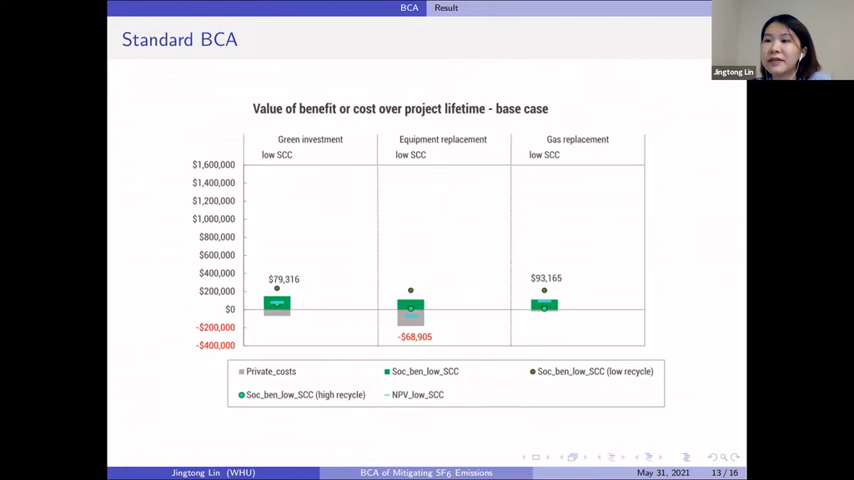 BCA Result
Standard BCA
Jingtong Lin
Value of benefit or cost over project lifetime - base case
Green investment Equipment replacement Gas replacement
low SCC low SCC low SCC
$1,600,000
$1,400,000
$1,200,000
$1,000,000
$800,000
$600,000
$400,000
$200,000
$0
-$200,000
-$400,000
$79,316
-$68,905
$93,165
Private_costs Soc_ben_low_SCC Soc_ben_low_SCC (low recycle)
Soc_ben_low_SCC (high recycle) NPV_low_SCC
Jingtong Lin (WHU) BCA of Mitigating SF6 Emissions May 31, 2021 13 / 16